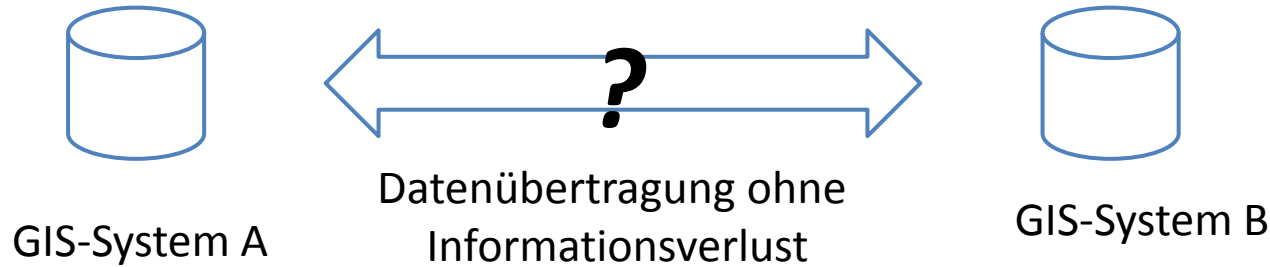 ?
Datenübertragung ohne
Informationsverlust
GIS-System A
GIS-System B